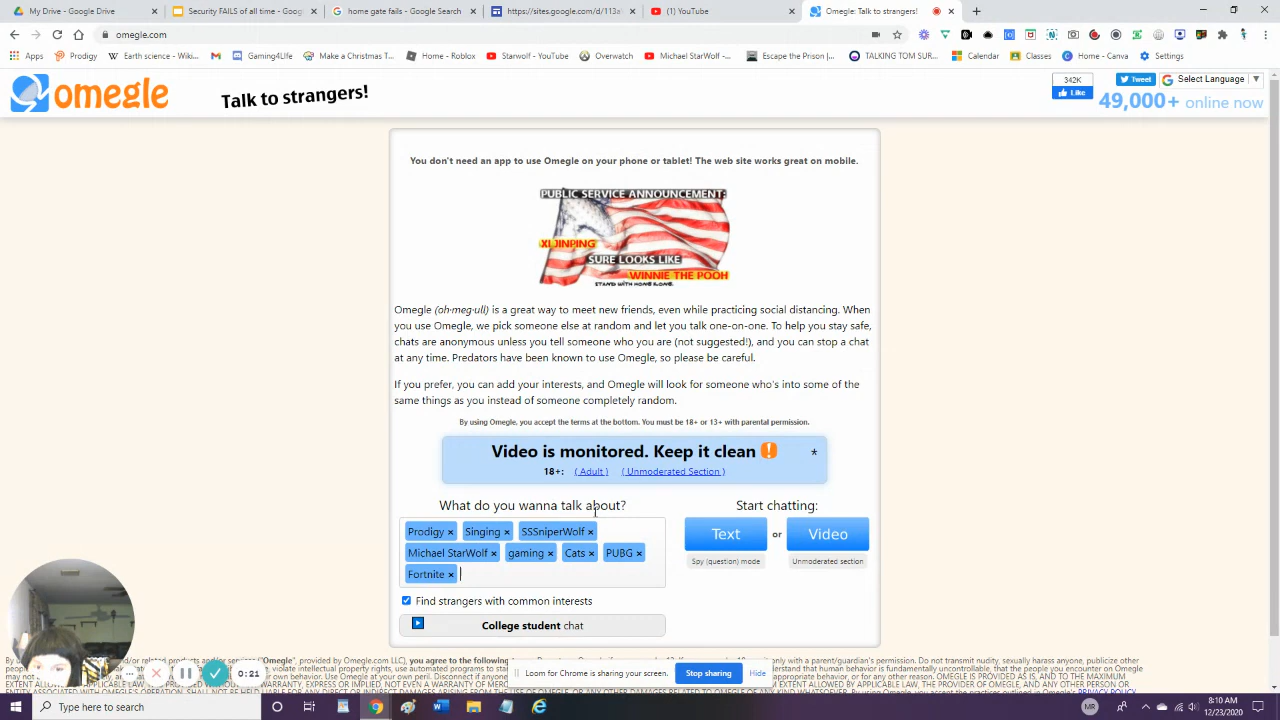 My Drive - Google Drive
Security FAILS of all time - Googl
home gate fails - Google Search
https://sites.google.com/d/113a
(1) YouTube
Omegle: Talk to strangers!
omegle.com
Apps
Prodigy
Earth science - Wiki...
Gaming4Life
Make a Christmas T...
Home - Roblox
Starwolf - YouTube
Overwatch
Michael StarWolf -...
Escape the Prison |...
TALKING TOM SUR...
Calendar
Classes
Home - Canva
Settings
omegle
Talk to strangers!
342K
Like
Tweet
Select Language
49,000+ online now
You don't need an app to use Omegle on your phone or tablet! The web site works great on mobile.
PUBLIC SERVICE ANNOUNCEMENT:
XI JINPING
SURE LOOKS LIKE
WINNIE THE POOH
STAND WITH HONG KONG.
Omegle (oh·meg·ull) is a great way to meet new friends, even while practicing social distancing. When
you use Omegle, we pick someone else at random and let you talk one-on-one. To help you stay safe,
chats are anonymous unless you tell someone who you are (not suggested!), and you can stop a chat
at any time. Predators have been known to use Omegle, so please be careful.
If you prefer, you can add your interests, and Omegle will look for someone who's into some of the
same things as you instead of someone completely random.
By using Omegle, you accept the terms at the bottom. You must be 18+ or 13+ with parental permission.
Video is monitored. Keep it clean
*
18+: (Adult) (Unmoderated Section)
What do you wanna talk about?
Start chatting:
Prodigy × Singing × SSSniperWolf ×
Michael StarWolf × gaming × Cats × PUBG ×
Fortnite ×
Text or Video
Spy (question) mode
Unmoderated section
Find strangers with common interests
College student chat
0:21
Loom for Chrome is sharing your screen.
Stop sharing
Hide
Type here to search
MR
8:10 AM
12/23/2020